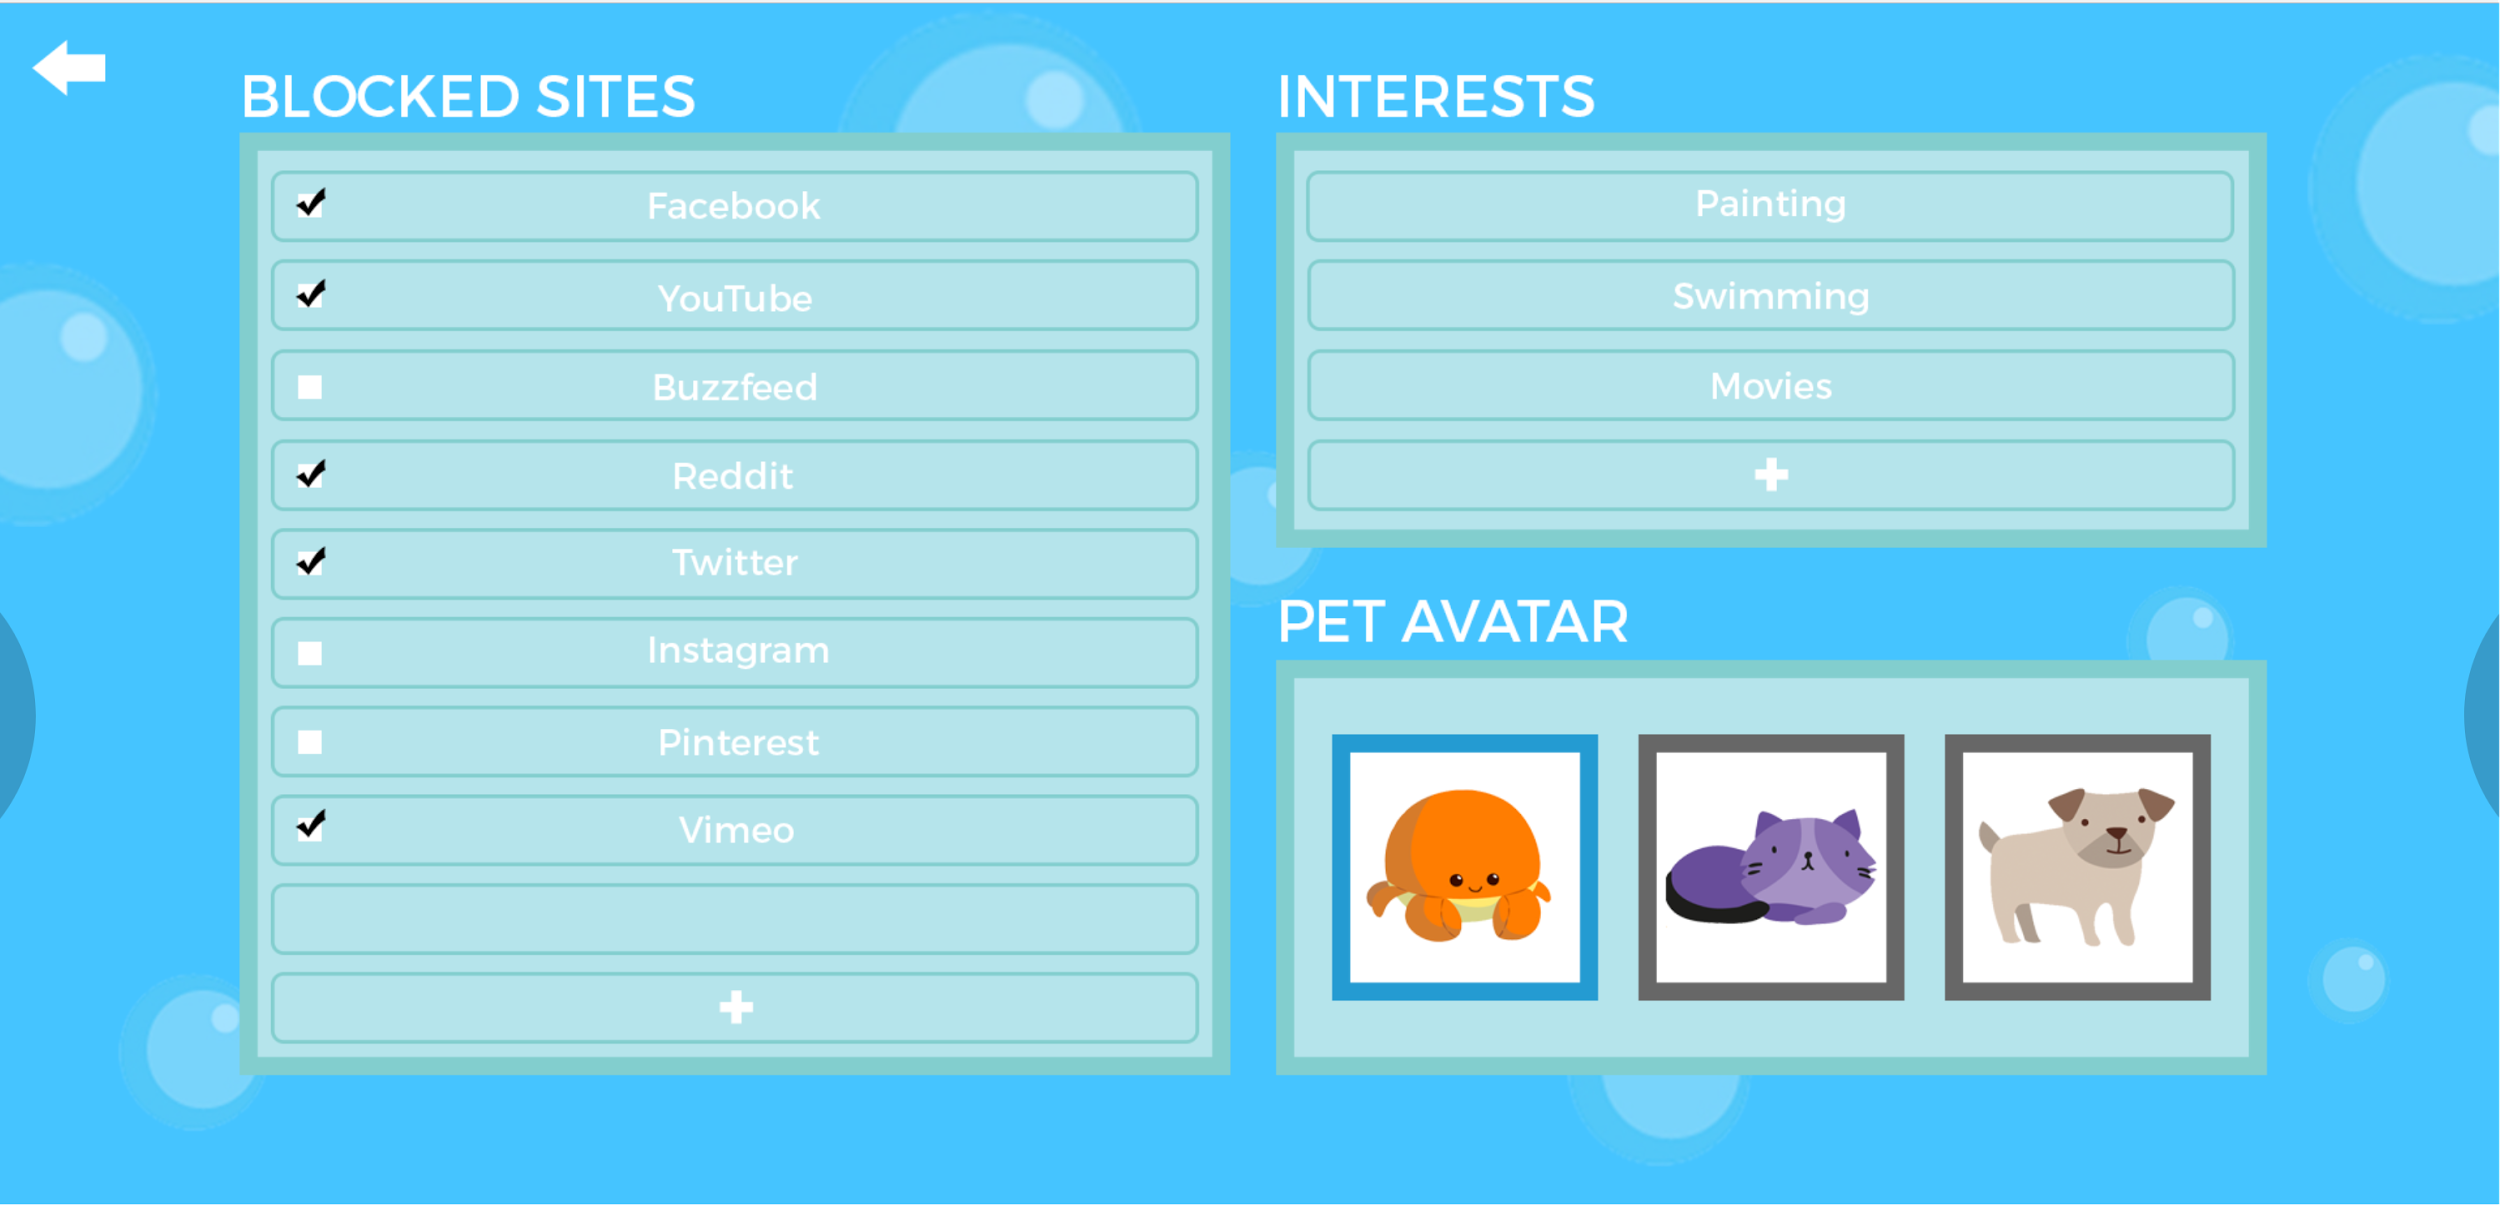 BLOCKED SITES
Facebook
YouTube
Buzzfeed
Reddit
Twitter
Instagram
Pinterest
Vimeo
INTERESTS
Painting
Swimming
Movies
PET AVATAR